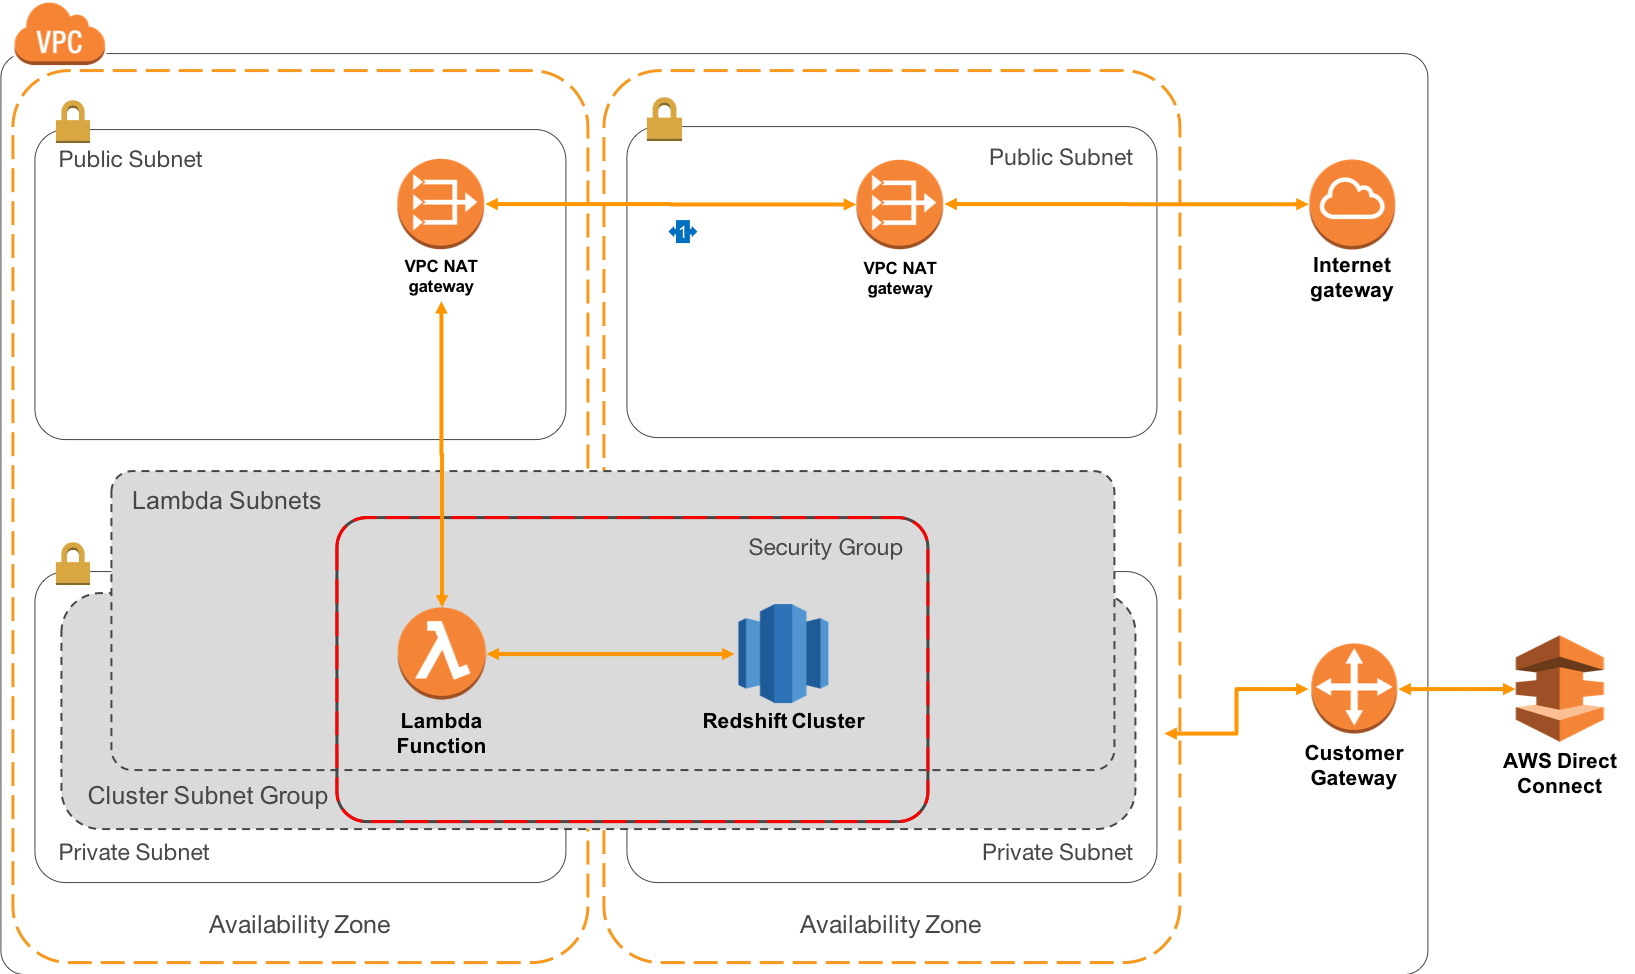 VPC
Public Subnet
Public Subnet
VPC NAT
gateway
1
VPC NAT
gateway
Internet
gateway
Lambda Subnets
Security Group
Lambda
Function
Redshift Cluster
Customer
Gateway
AWS Direct
Connect
Cluster Subnet Group
Private Subnet
Private Subnet
Availability Zone
Availability Zone